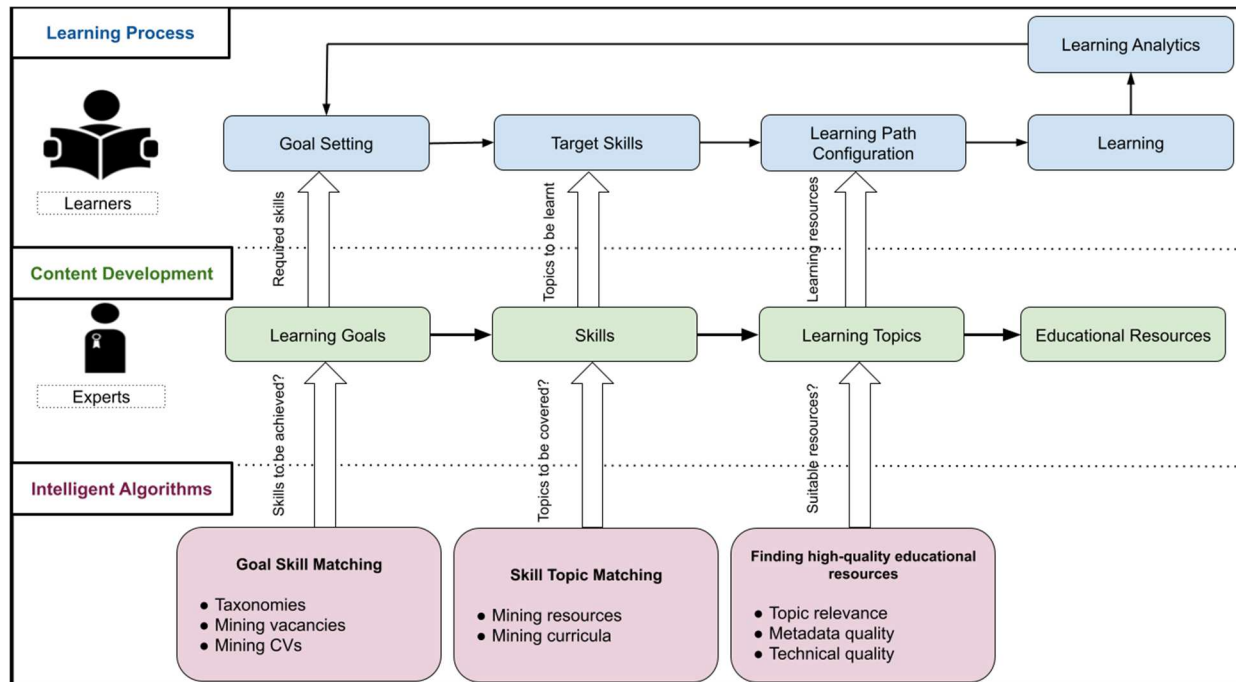 Learning Process
Learning Analytics
Goal Setting
Target Skills
Learning Path
Configuration
Learning
Learners
Required skills
Topics to be learnt
Learning resources
Content Development
Learning Goals
Skills
Learning Topics
Educational Resources
Experts
Skills to be achieved?
Topics to be covered?
Suitable resources?
Intelligent Algorithms
Goal Skill Matching
● Taxonomies
● Mining vacancies
● Mining CVs
Skill Topic Matching
● Mining resources
● Mining curricula
Finding high-quality educational
resources
● Topic relevance
● Metadata quality
● Technical quality